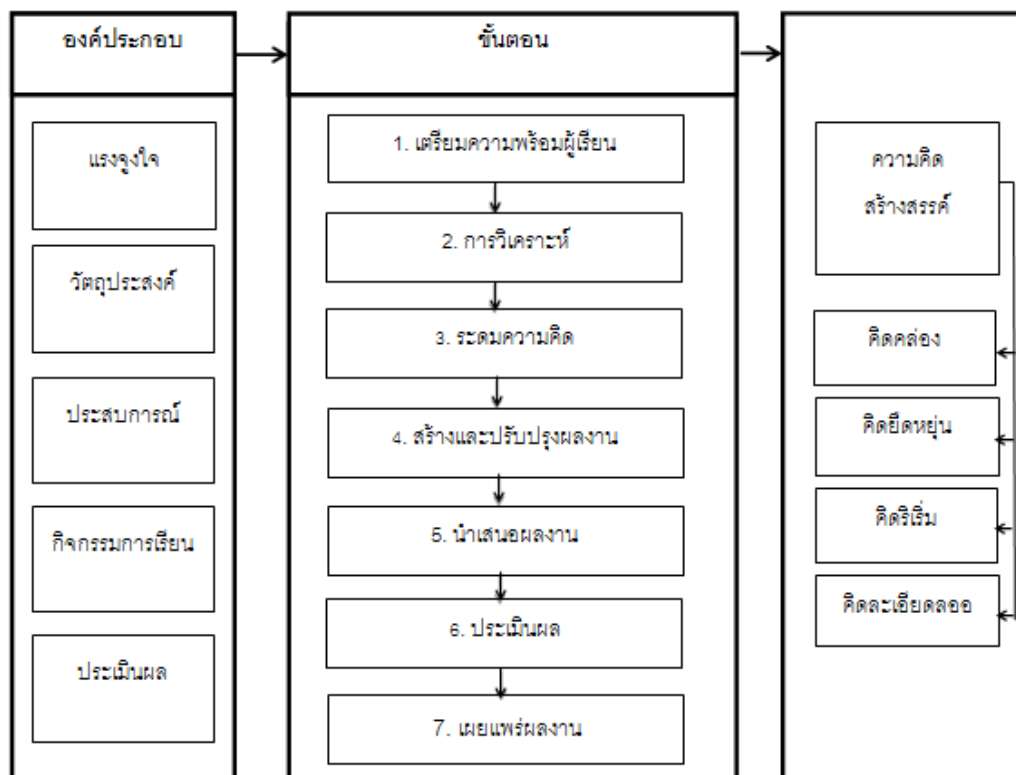 องค์ประกอบ
แรงจูงใจ
วัตถุประสงค์
ประสบการณ์
กิจกรรมการเรียน
ประเมินผล
ขั้นตอน
1. เตรียมความพร้อมผู้เรียน
2. การวิเคราะห์
3. ระดมความคิด
4. สร้างและปรับปรุงผลงาน
5. นำเสนอผลงาน
6. ประเมินผล
7. เผยแพร่ผลงาน
ความคิด
สร้างสรรค์
คิดคล่อง
คิดยืดหยุ่น
คิดริเริ่ม
คิดละเอียดลออ